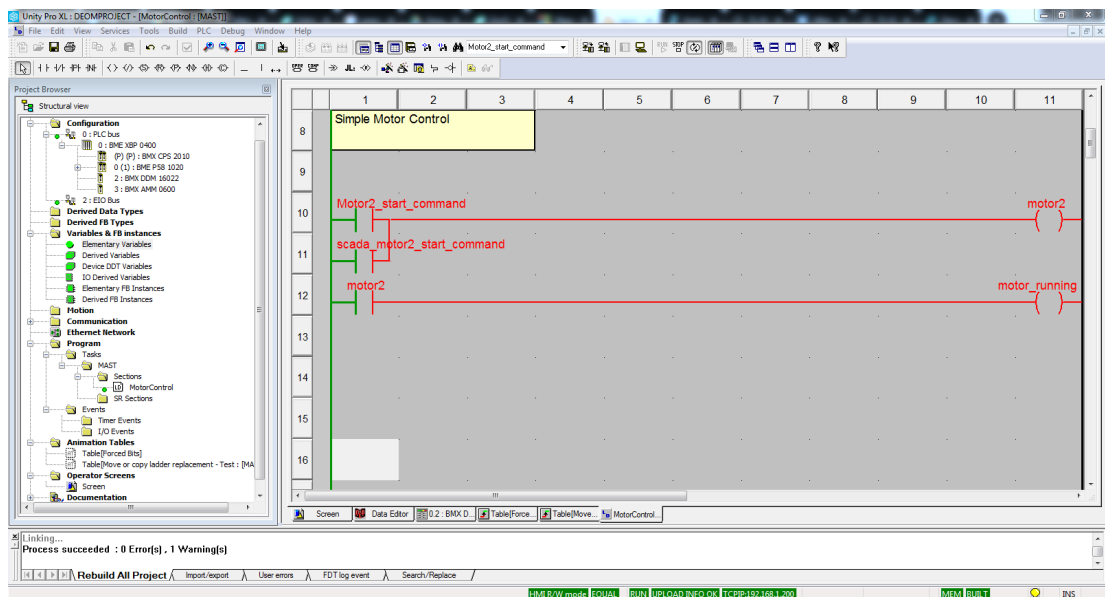 Unity Pro XL : DEOMPROJECT - [MotorControl : [MAST]]
File Edit View Services Tools Build PLC Debug Window Help
Motor2_start_command
Project Browser
Structural view
Configuration
0 : PLC bus
0 : BME XBP 0400
(P) (P) : BMX CPS 2010
0 (1) : BME P58 1020
2 : BMX DDM 16022
3 : BMX AMM 0600
2 : EIO Bus
Derived Data Types
Derived FB Types
Variables & FB instances
Elementary Variables
Derived Variables
Device DDT Variables
IO Derived Variables
Elementary FB Instances
Derived FB Instances
Motion
Communication
Ethernet Network
Program
Tasks
MAST
Sections
LD MotorControl
SR Sections
Events
Timer Events
I/O Events
Animation Tables
Table[Forced Bits]
Table[Move or copy ladder replacement - Test : [MA
Operator Screens
Screen
Documentation
1 2 3 4 5 6 7 8 9 10 11
8 Simple Motor Control
9
10 Motor2_start_command motor2
11 scada_motor2_start_command
12 motor2 motor_running
13
14
15
16
Screen Data Editor 0.2 : BMX D... Table[Force... Table[Move... MotorControl...
Linking...
Process succeeded : 0 Error(s) , 1 Warning(s)
Rebuild All Project Import/export User errors FDT log event Search/Replace
HMI R/W mode EQUAL RUN UPLOAD INFO OK TCPIP:192.168.1.200 MEM BUILT INS